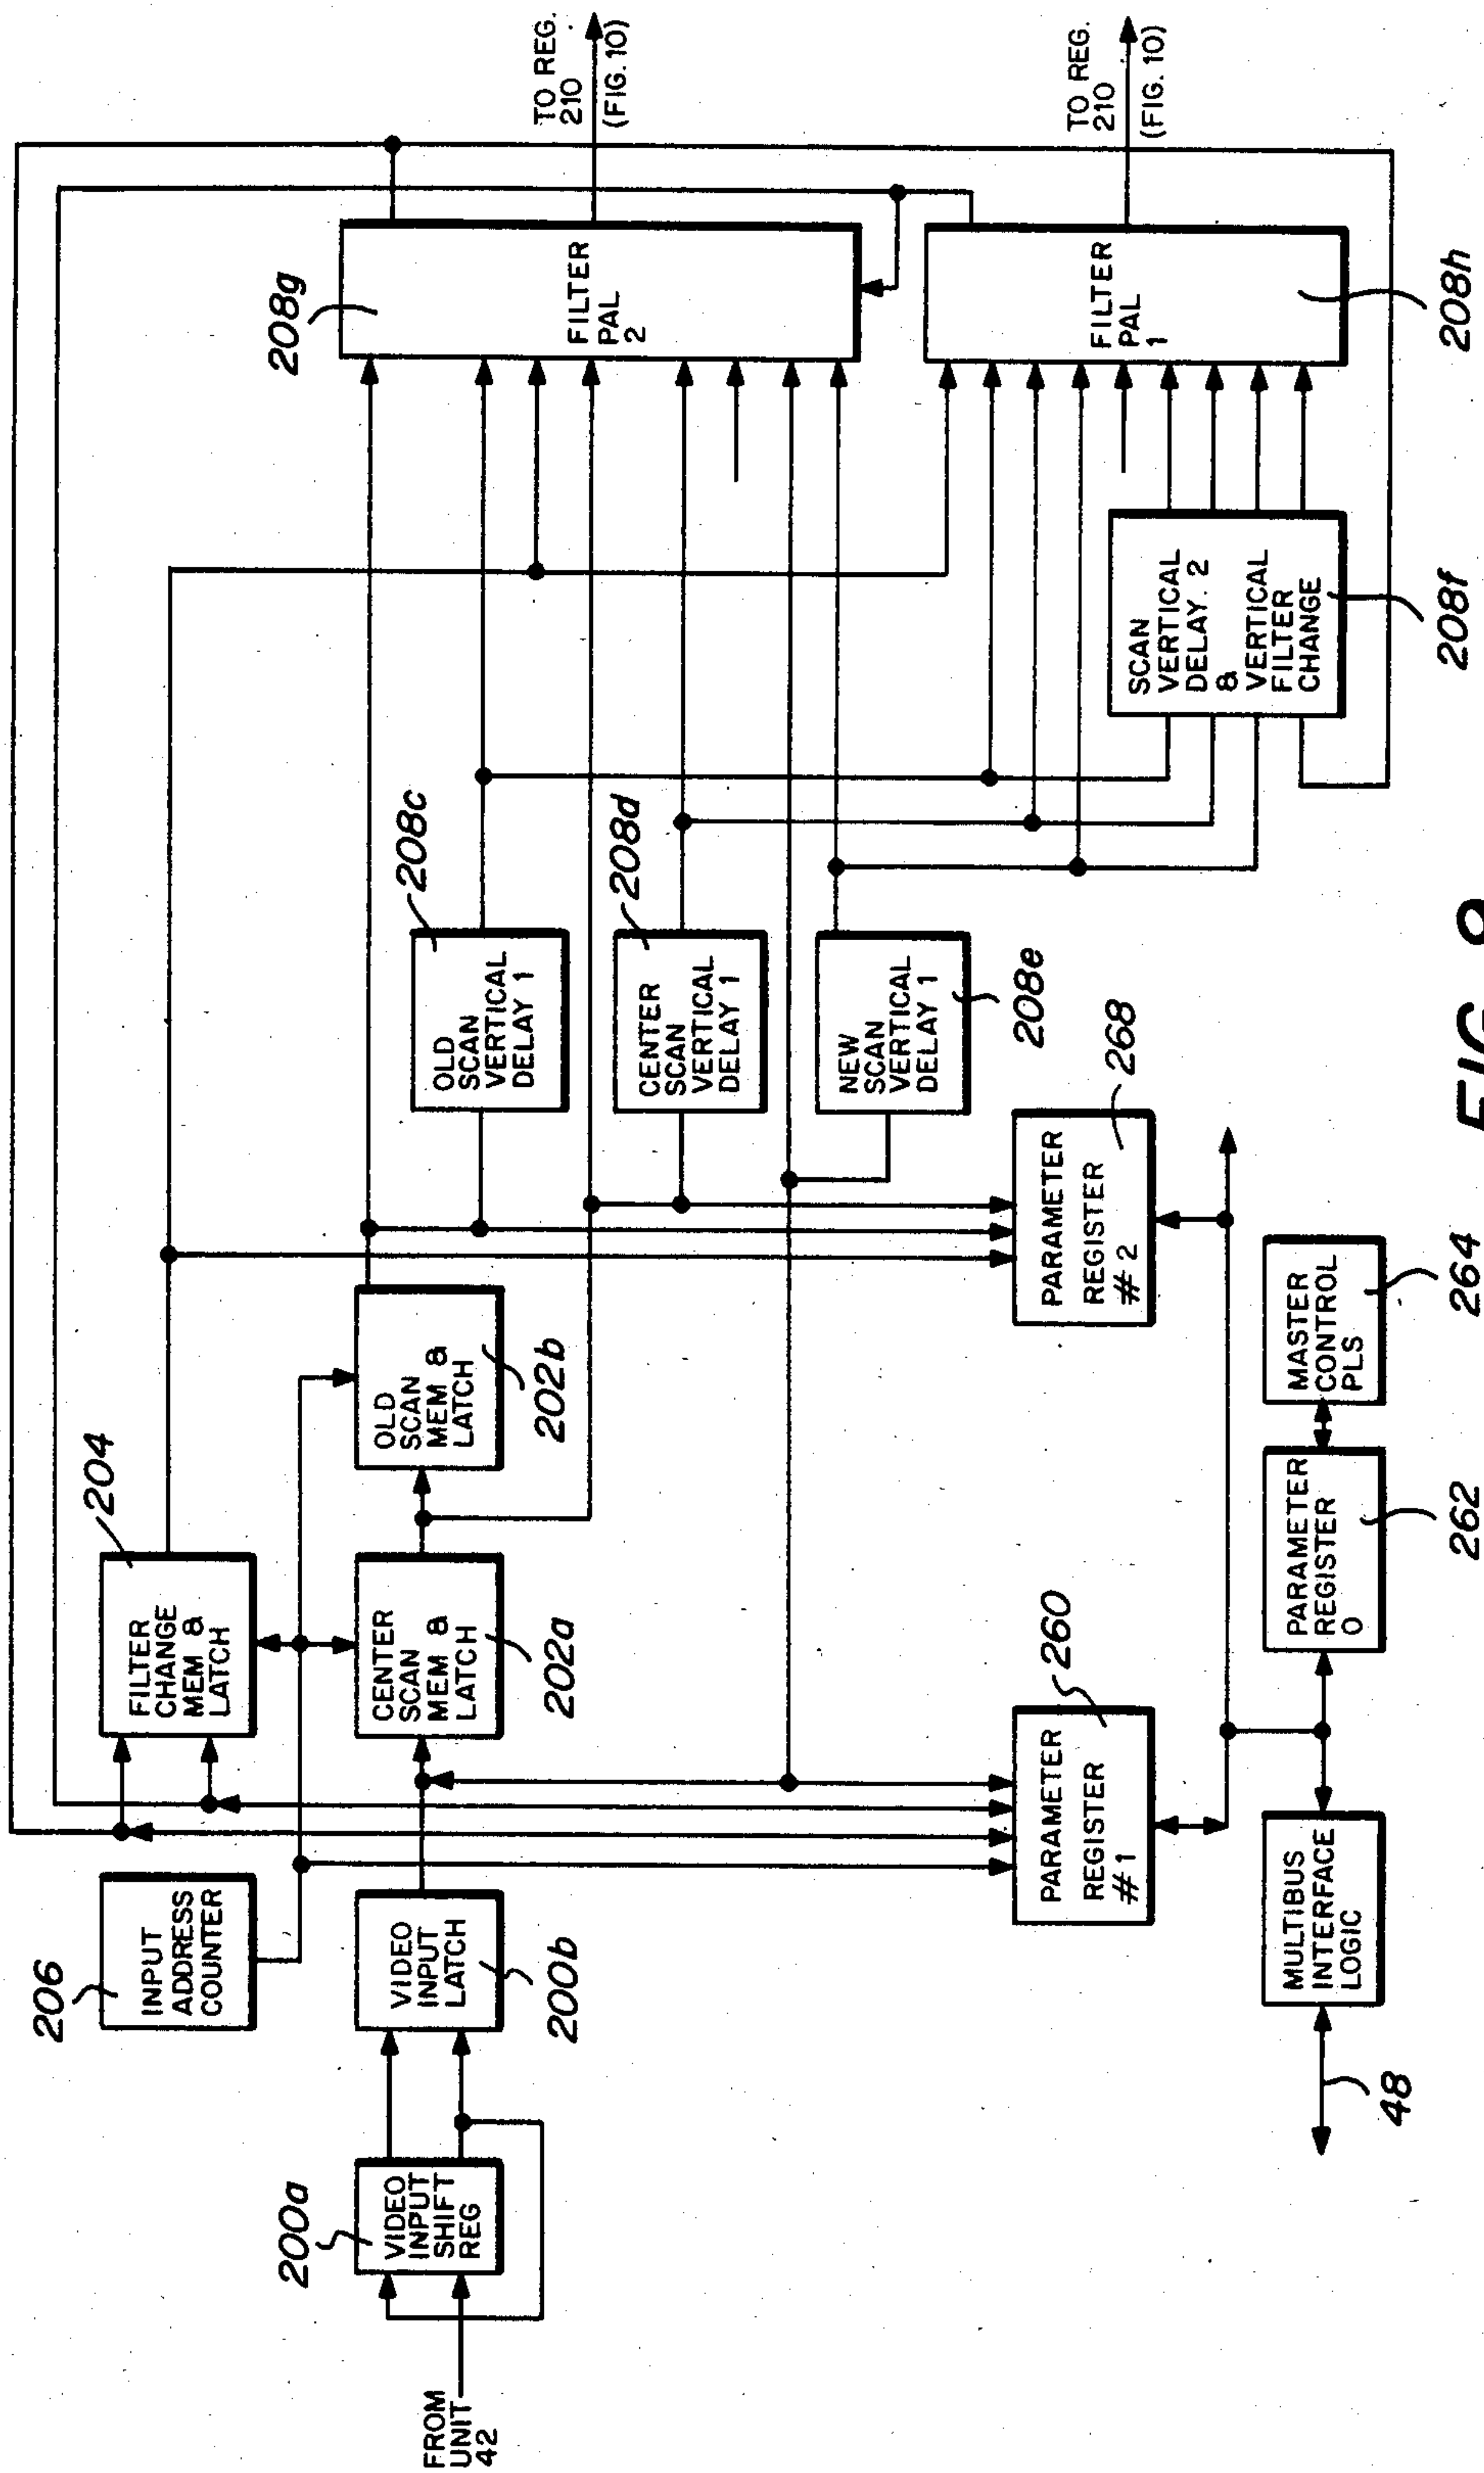 FROM
UNIT
42
200a
VIDEO
INPUT
SHIFT
REG
206
INPUT
ADDRESS
COUNTER
VIDEO
INPUT
LATCH
200b
204
FILTER
CHANGE
MEM &
LATCH
CENTER
SCAN
MEM &
LATCH
202a
OLD
SCAN
MEM &
LATCH
202b
208c
OLD
SCAN
VERTICAL
DELAY 1
208d
CENTER
SCAN
VERTICAL
DELAY 1
NEW
SCAN
VERTICAL
DELAY 1
208e
208g
FILTER
PAL
2
TO REG.
210
(FIG. 10)
FILTER
PAL
1
208h
TO REG.
210
(FIG. 10)
SCAN
VERTICAL
DELAY. 2
&
VERTICAL
FILTER
CHANGE
208f
PARAMETER
REGISTER
#1
260
PARAMETER
REGISTER
#2
268
48
MULTIBUS
INTERFACE
LOGIC
PARAMETER
REGISTER
0
262
MASTER
CONTROL
PLS
264
FIG. 9